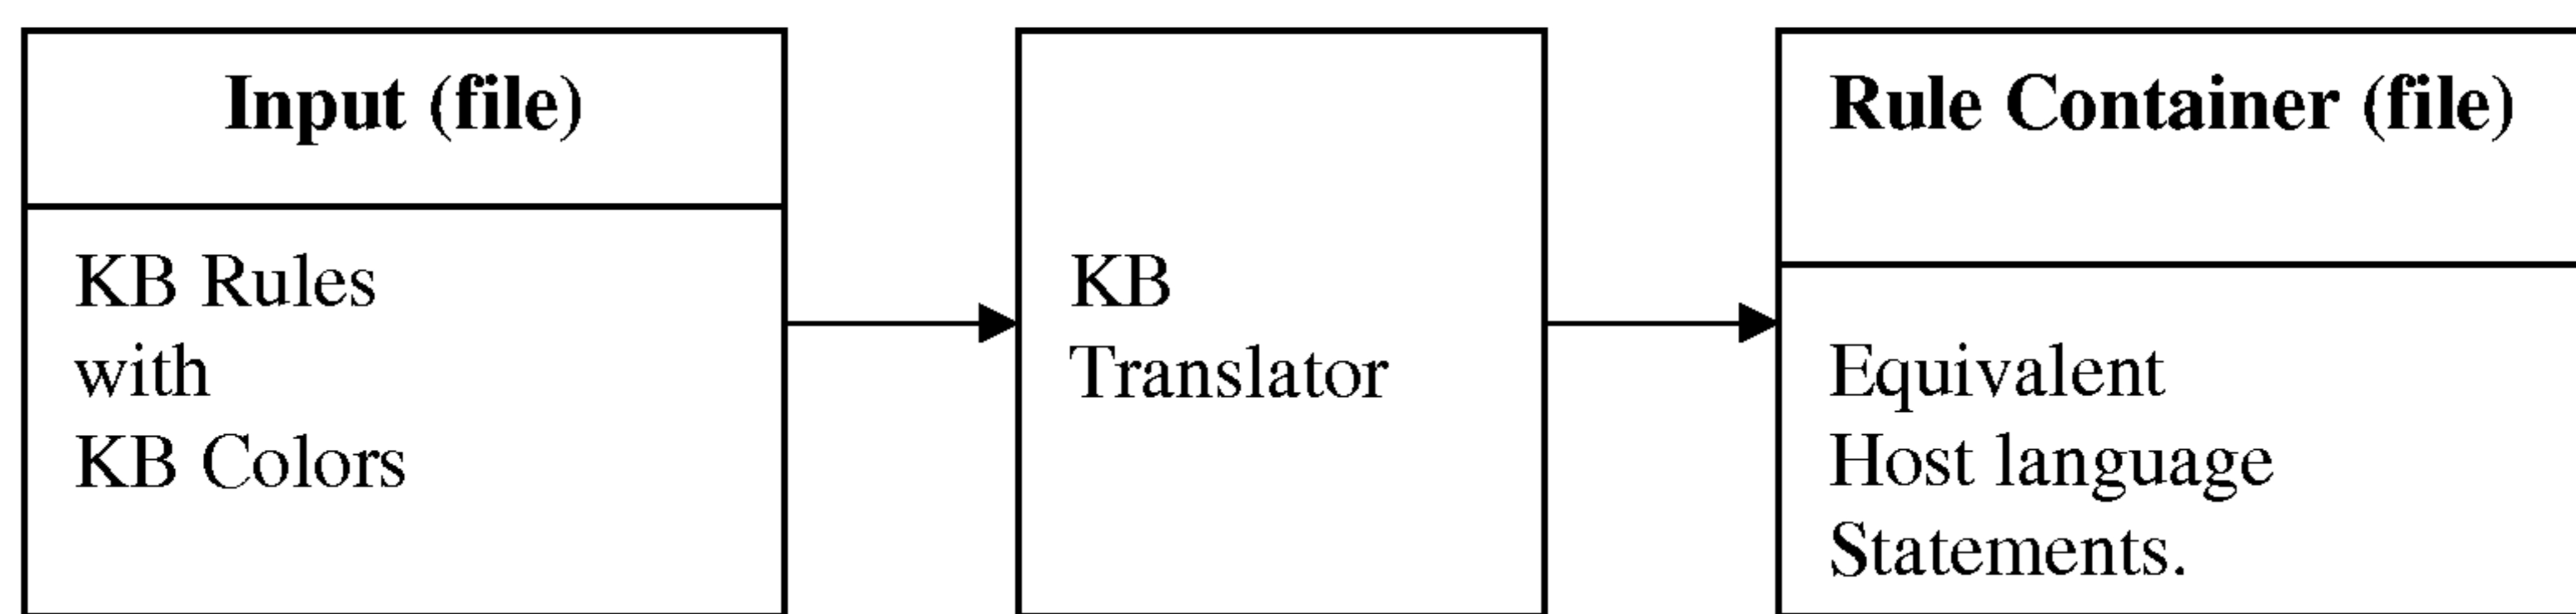 Input (file)
KB Rules
with
KB Colors
KB
Translator
Rule Container (file)
Equivalent
Host language
Statements.